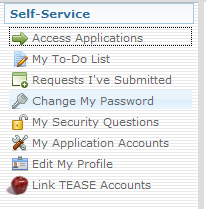 Self-Service
Access Applications
My To-Do List
Requests I've Submitted
Change My Password
My Security Questions
My Application Accounts
Edit My Profile
Link TEASE Accounts